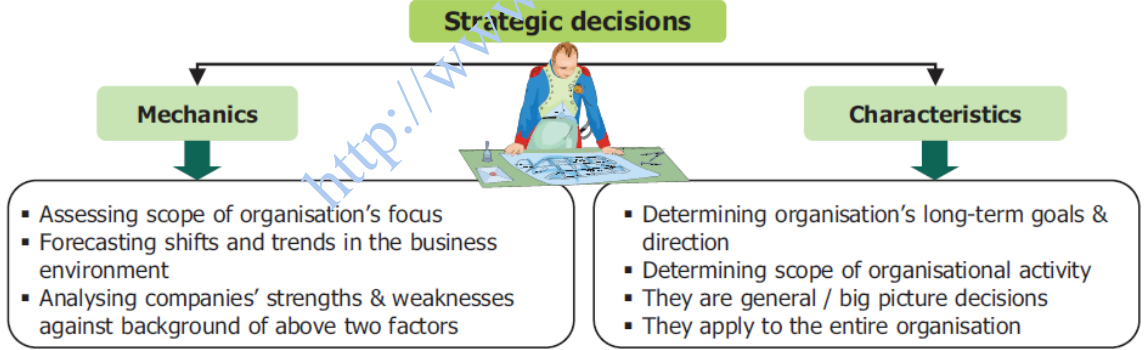 Strategic decisions
http://www
Mechanics
▪ Assessing scope of organisation's focus
▪ Forecasting shifts and trends in the business
environment
▪ Analysing companies' strengths & weaknesses
against background of above two factors
Characteristics
▪ Determining organisation's long-term goals &
direction
▪ Determining scope of organisational activity
▪ They are general / big picture decisions
▪ They apply to the entire organisation